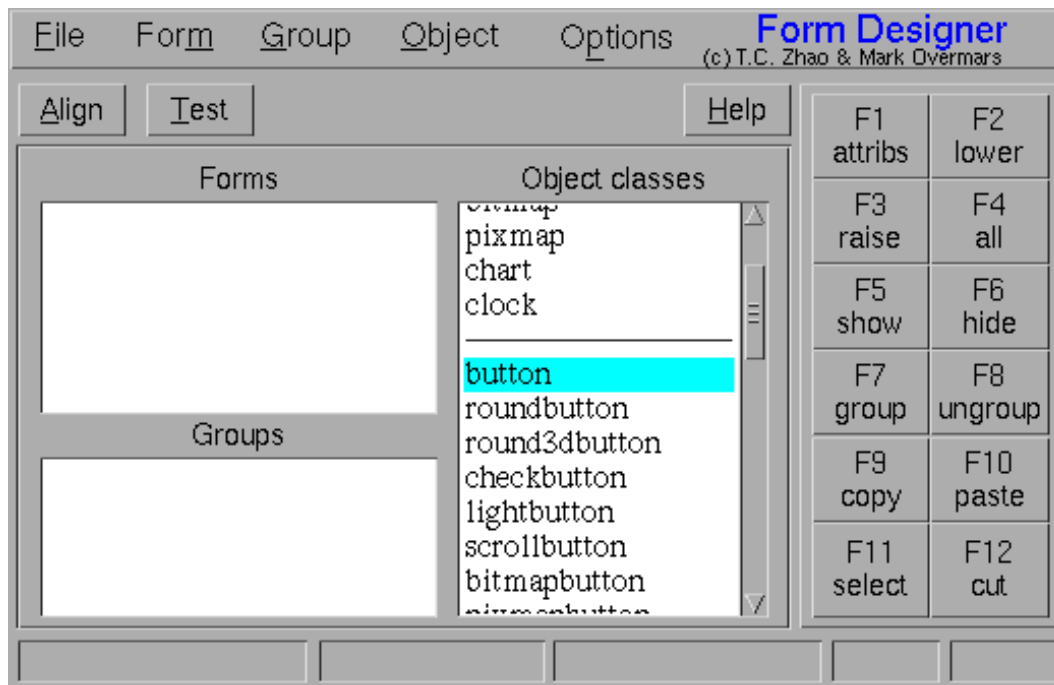 File Form Group Object Options Form Designer
(c) T.C. Zhao & Mark Overmars
Align Test Help
Forms
Groups
Object classes
bitmap
pixmap
chart
clock
button
roundbutton
round3dbutton
checkbutton
lightbutton
scrollbutton
bitmapbutton
pixmapbutton
F1
attribs
F2
lower
F3
raise
F4
all
F5
show
F6
hide
F7
group
F8
ungroup
F9
copy
F10
paste
F11
select
F12
cut